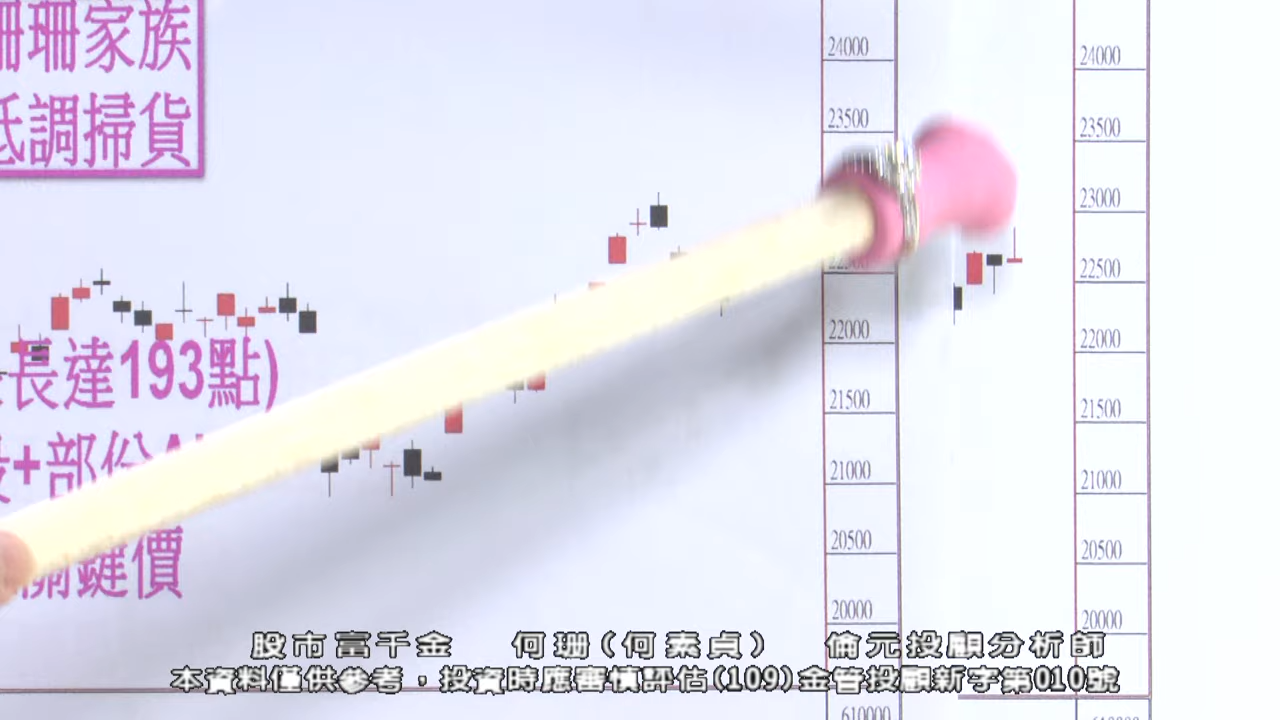 珊珊家族
低調掃貨
長達193點)
+部份
關鍵價
24000
23500
22000
21500
21000
20500
20000
610000
24000
23500
23000
22500
22000
21500
21000
20500
20000
股市富千金 何珊(何素貞) 倫元投顧分析師
本資料僅供參考,投資時應審慎評估(109)金管投顧新字第010號